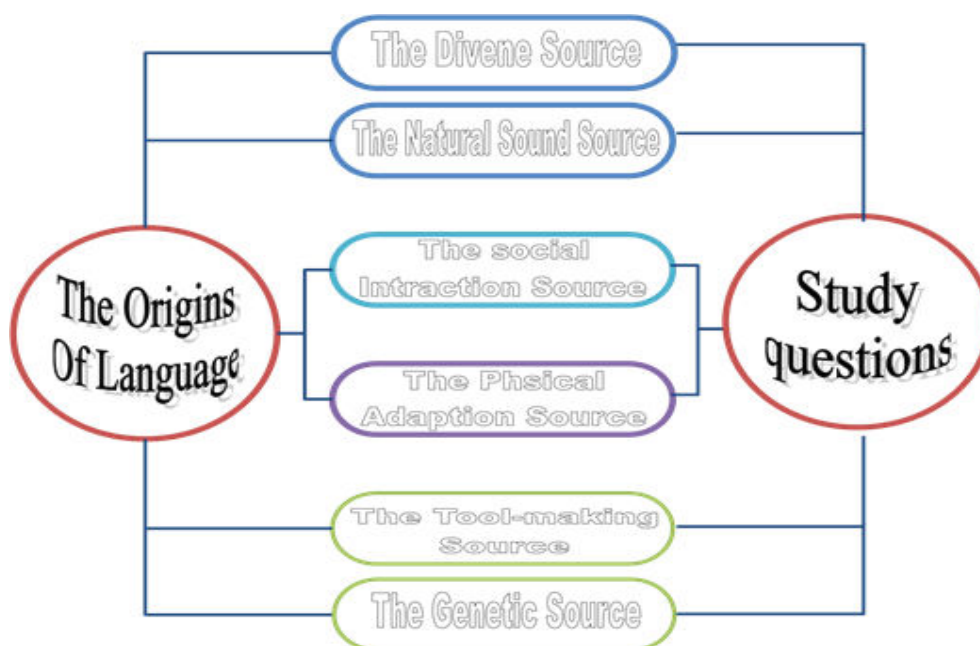 The Divene Source
The Natural Sound Source
The Origins
Of Language
The social
Intraction Source
The Phsical
Adaption Source
Study
questions
The Tool-making
Source
The Genetic Source